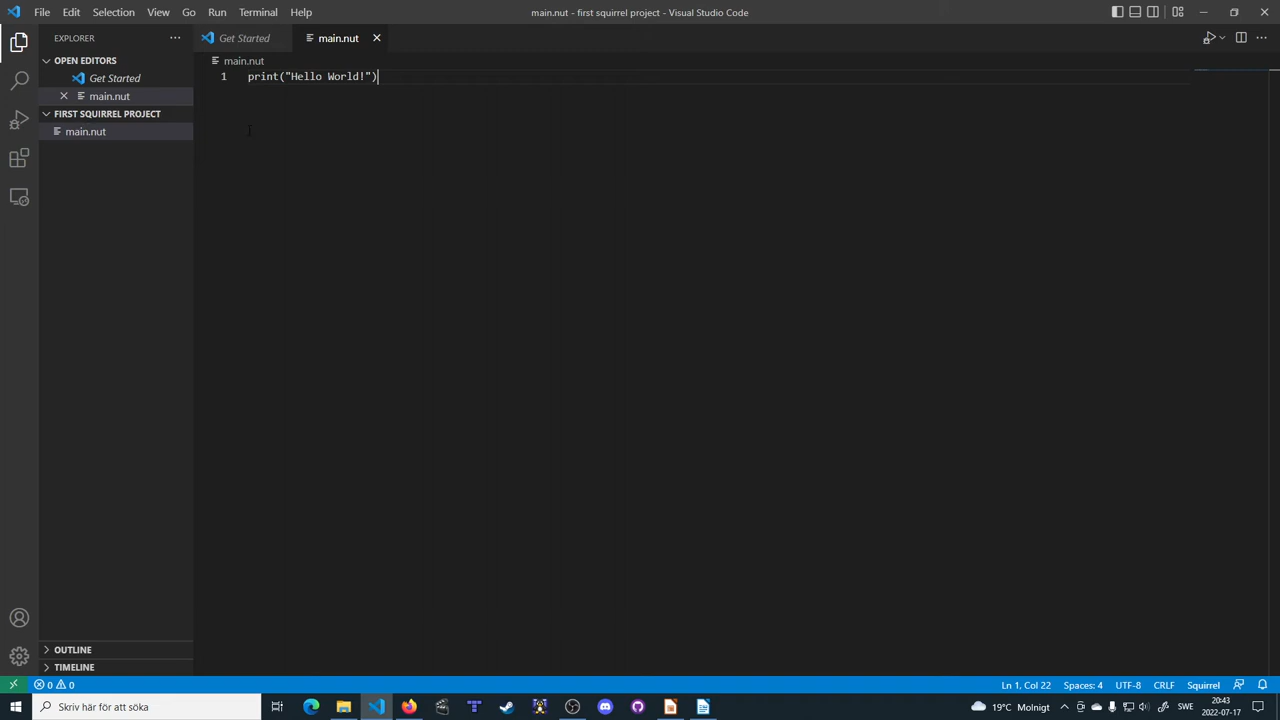 File Edit Selection View Go Run Terminal Help
main.nut - first squirrel project - Visual Studio Code
EXPLORER
Get Started
main.nut
OPEN EDITORS
Get Started
main.nut
FIRST SQUIRREL PROJECT
main.nut
main.nut
1 print("Hello World!")
OUTLINE
TIMELINE
0 0
Ln 1, Col 22 Spaces: 4 UTF-8 CRLF Squirrel
Skriv här för att söka
19°C Molnigt
SWE
20:43
2022-07-17